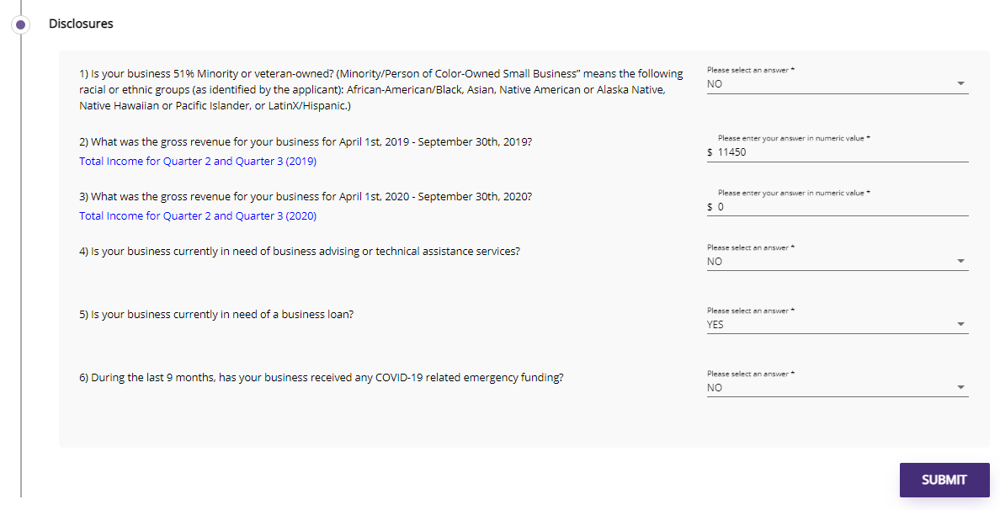 Disclosures
1) Is your business 51% Minority or veteran-owned? (Minority/Person of Color-Owned Small Business” means the following
racial or ethnic groups (as identified by the applicant): African-American/Black, Asian, Native American or Alaska Native,
Native Hawaiian or Pacific Islander, or LatinX/Hispanic.)
Please select an answer *
NO
2) What was the gross revenue for your business for April 1st, 2019 - September 30th, 2019?
Total Income for Quarter 2 and Quarter 3 (2019)
Please enter your answer in numeric value *
$ 11450
3) What was the gross revenue for your business for April 1st, 2020 - September 30th, 2020?
Total Income for Quarter 2 and Quarter 3 (2020)
Please enter your answer in numeric value *
$ 0
4) Is your business currently in need of business advising or technical assistance services?
Please select an answer *
NO
5) Is your business currently in need of a business loan?
Please select an answer *
YES
6) During the last 9 months, has your business received any COVID-19 related emergency funding?
Please select an answer *
NO
SUBMIT